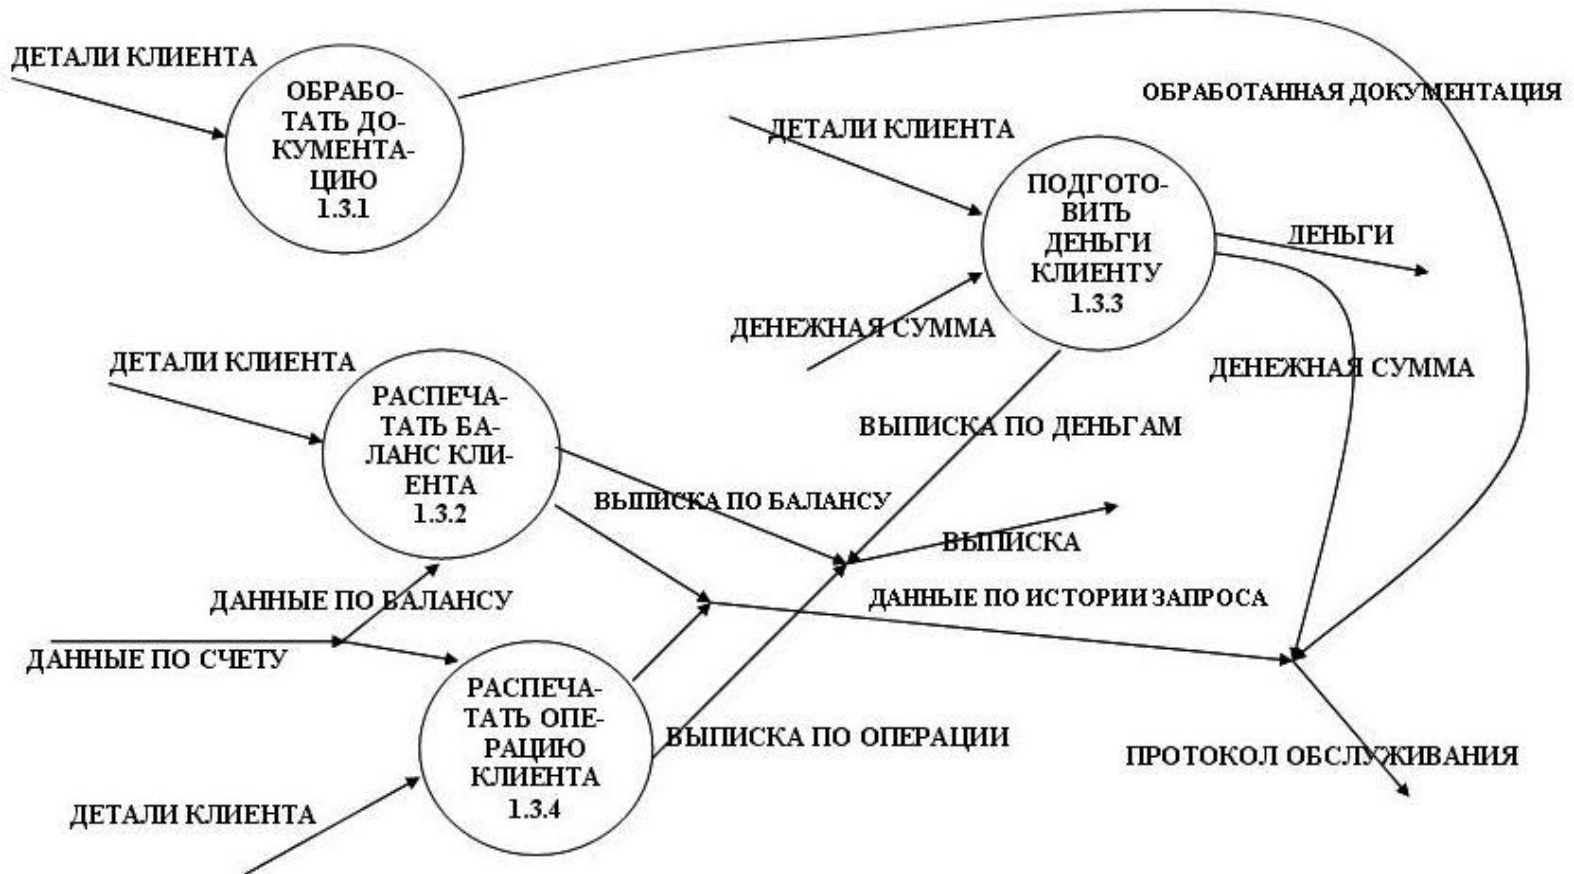 ДЕТАЛИ КЛИЕНТА
ОБРАБО-
ТАТЬ ДО-
КУМЕНТА-
ЦИЮ
1.3.1
ОБРАБОТАННАЯ ДОКУМЕНТАЦИЯ
ДЕТАЛИ КЛИЕНТА
ПОДГОТО-
ВИТЬ
ДЕНЬГИ
КЛИЕНТУ
1.3.3
ДЕНЬГИ
ДЕНЕЖНАЯ СУММА
ДЕНЕЖНАЯ СУММА
ДЕТАЛИ КЛИЕНТА
РАСПЕЧА-
ТАТЬ БА-
ЛАНС КЛИ-
ЕНТА
1.3.2
ВЫПИСКА ПО ДЕНЬГАМ
ВЫПИСКА ПО БАЛАНСУ
ВЫПИСКА
ДАННЫЕ ПО БАЛАНСУ
ДАННЫЕ ПО ИСТОРИИ ЗАПРОСА
ДАННЫЕ ПО СЧЕТУ
РАСПЕЧА-
ТАТЬ ОПЕ-
РАЦИЮ
КЛИЕНТА
1.3.4
ВЫПИСКА ПО ОПЕРАЦИИ
ПРОТОКОЛ ОБСЛУЖИВАНИЯ
ДЕТАЛИ КЛИЕНТА